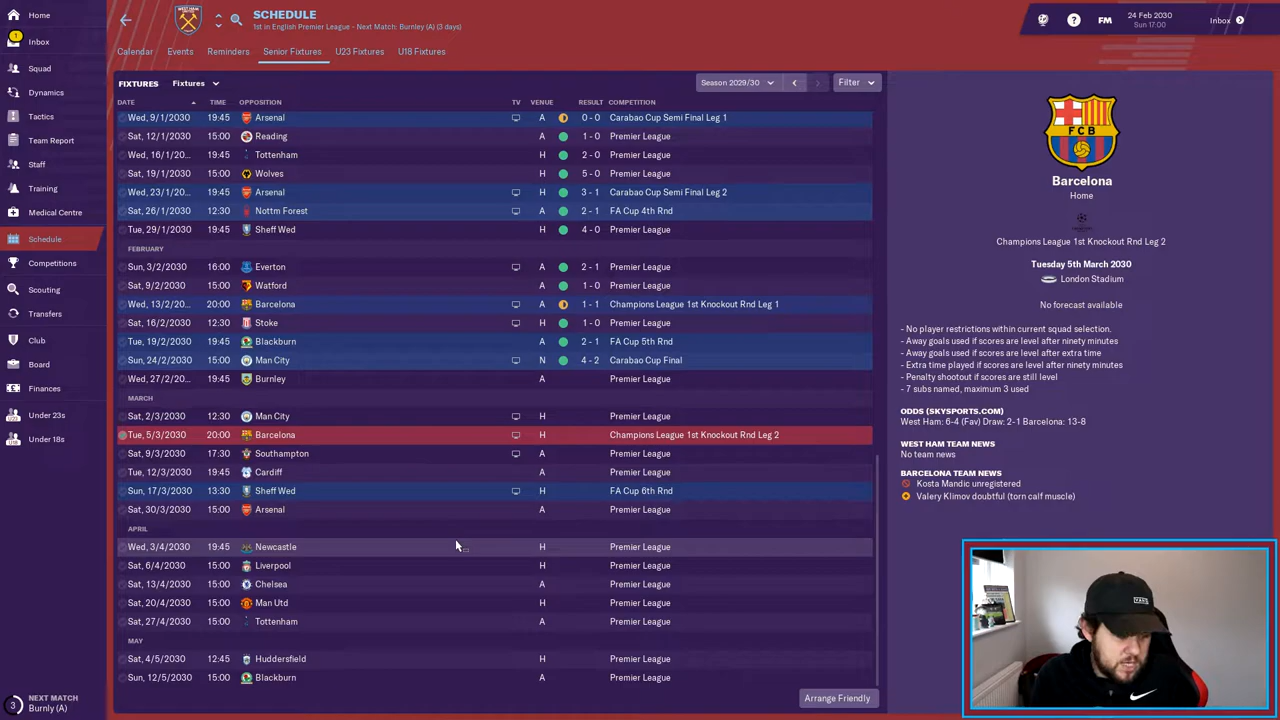 Home
Inbox
1
Squad
Dynamics
Tactics
Team Report
Staff
Training
Medical Centre
Schedule
Competitions
Scouting
Transfers
Club
Board
Finances
Under 23s
Under 18s
3
NEXT MATCH
Burnly (A)
SCHEDULE
1st in English Premier League - Next Match: Burnley (A) (3 days)
? FM 24 Feb 2030 Inbox
Sun 17:00
Calendar Events Reminders Senior Fixtures U23 Fixtures U18 Fixtures
FIXTURES Fixtures Season 2029/30 Filter
DATE TIME OPPOSITION TV VENUE RESULT COMPETITION
Wed, 9/1/2030 19:45 Arsenal A 0 - 0 Carabao Cup Semi Final Leg 1
Sat, 12/1/2030 15:00 Reading A 1 - 0 Premier League
Wed, 16/1/20... 19:45 Tottenham H 2 - 0 Premier League
Sat, 19/1/2030 15:00 Wolves H 5 - 0 Premier League
Wed, 23/1/20... 19:45 Arsenal H 3 - 1 Carabao Cup Semi Final Leg 2
Sat, 26/1/2030 12:30 Nottm Forest A 2 - 1 FA Cup 4th Rnd
Tue, 29/1/2030 19:45 Sheff Wed H 4 - 0 Premier League
FEBRUARY
Sun, 3/2/2030 16:00 Everton A 2 - 1 Premier League
Sat, 9/2/2030 15:00 Watford A 1 - 0 Premier League
Wed, 13/2/20... 20:00 Barcelona A 1 - 1 Champions League 1st Knockout Rnd Leg 1
Sat, 16/2/2030 12:30 Stoke H 1 - 0 Premier League
Tue, 19/2/2030 19:45 Blackburn A 2 - 1 FA Cup 5th Rnd
Sun, 24/2/2030 15:00 Man City N 4 - 2 Carabao Cup Final
Wed, 27/2/20... 19:45 Burnley A Premier League
MARCH
Sat, 2/3/2030 12:30 Man City H Premier League
Tue, 5/3/2030 20:00 Barcelona H Champions League 1st Knockout Rnd Leg 2
Sat, 9/3/2030 17:30 Southampton A Premier League
Tue, 12/3/2030 19:45 Cardiff A Premier League
Sun, 17/3/2030 13:30 Sheff Wed H FA Cup 6th Rnd
Sat, 30/3/2030 15:00 Arsenal A Premier League
APRIL
Wed, 3/4/2030 19:45 Newcastle H Premier League
Sat, 6/4/2030 15:00 Liverpool H Premier League
Sat, 13/4/2030 15:00 Chelsea A Premier League
Sat, 20/4/2030 15:00 Man Utd H Premier League
Sat, 27/4/2030 15:00 Tottenham A Premier League
MAY
Sat, 4/5/2030 12:45 Huddersfield H Premier League
Sun, 12/5/2030 15:00 Blackburn A Premier League
Arrange Friendly
FCB
Barcelona
Home
Champions League 1st Knockout Rnd Leg 2
Tuesday 5th March 2030
London Stadium
No forecast available
- No player restrictions within current squad selection.
- Away goals used if scores are level after ninety minutes
- Away goals used if scores are level after extra time
- Extra time played if scores are level after ninety minutes
- Penalty shootout if scores are still level
- 7 subs named, maximum 3 used
ODDS (SKYSPORTS.COM)
West Ham: 6-4 (Fav) Draw: 2-1 Barcelona: 13-8
WEST HAM TEAM NEWS
No team news
BARCELONA TEAM NEWS
Kosta Mandic unregistered
Valery Klimov doubtful (torn calf muscle)
VANS